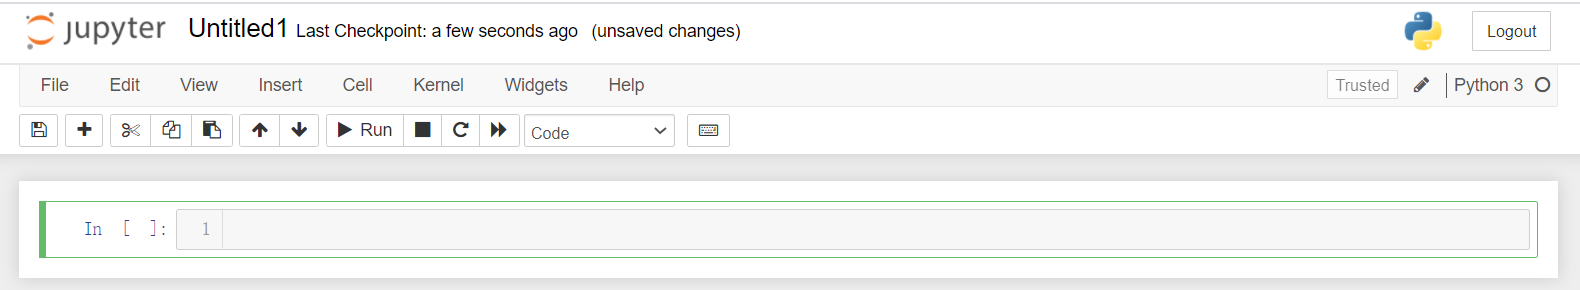 jupyter Untitled1 Last Checkpoint: a few seconds ago (unsaved changes) Logout
File Edit View Insert Cell Kernel Widgets Help Trusted Python 3
Run Code
In [ ]: 1